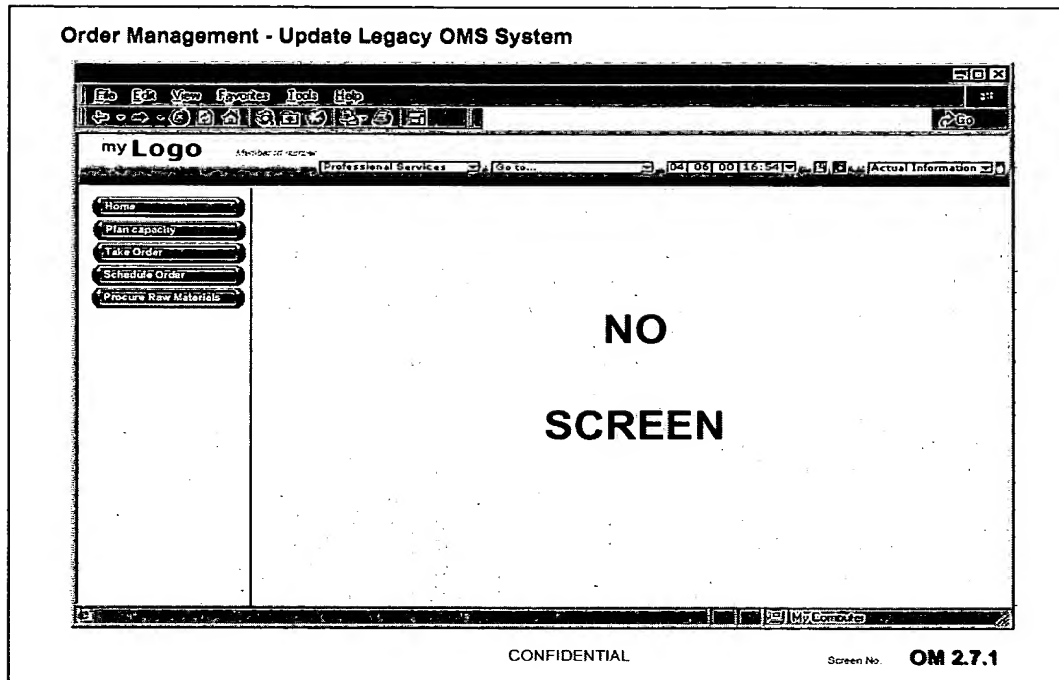 Order Management - Update Legacy OMS System
File Edit View Favorites Tools Help
Go
my Logo
Professional Services Go to... 04 06 00 16:54 Actual Information
Home
Plan capacity
Take Order
Schedule Order
Procure Raw Materials
NO
SCREEN
My Computer
CONFIDENTIAL
Screen No. OM 2.7.1